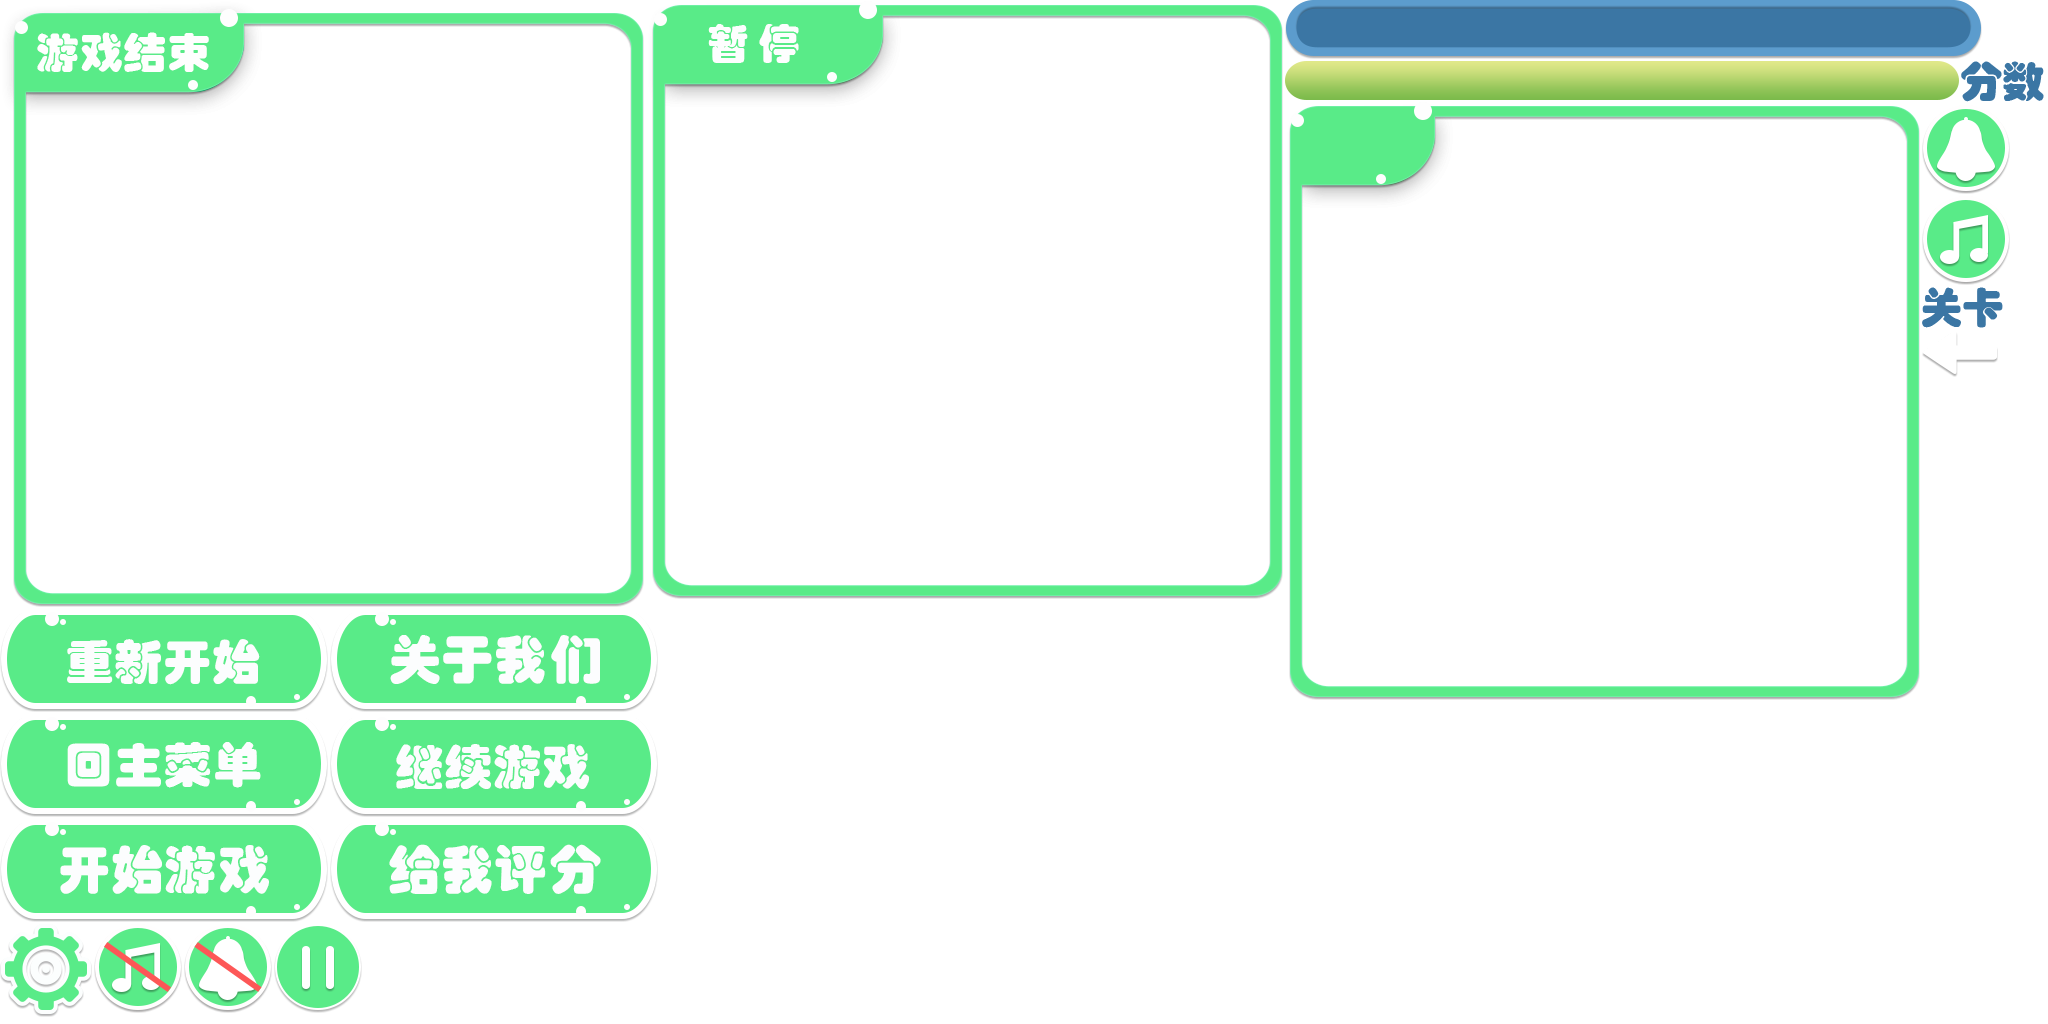 游戏结束
暂停
分数
关卡
重新开始
关于我们
回主菜单
继续游戏
开始游戏
给我评分